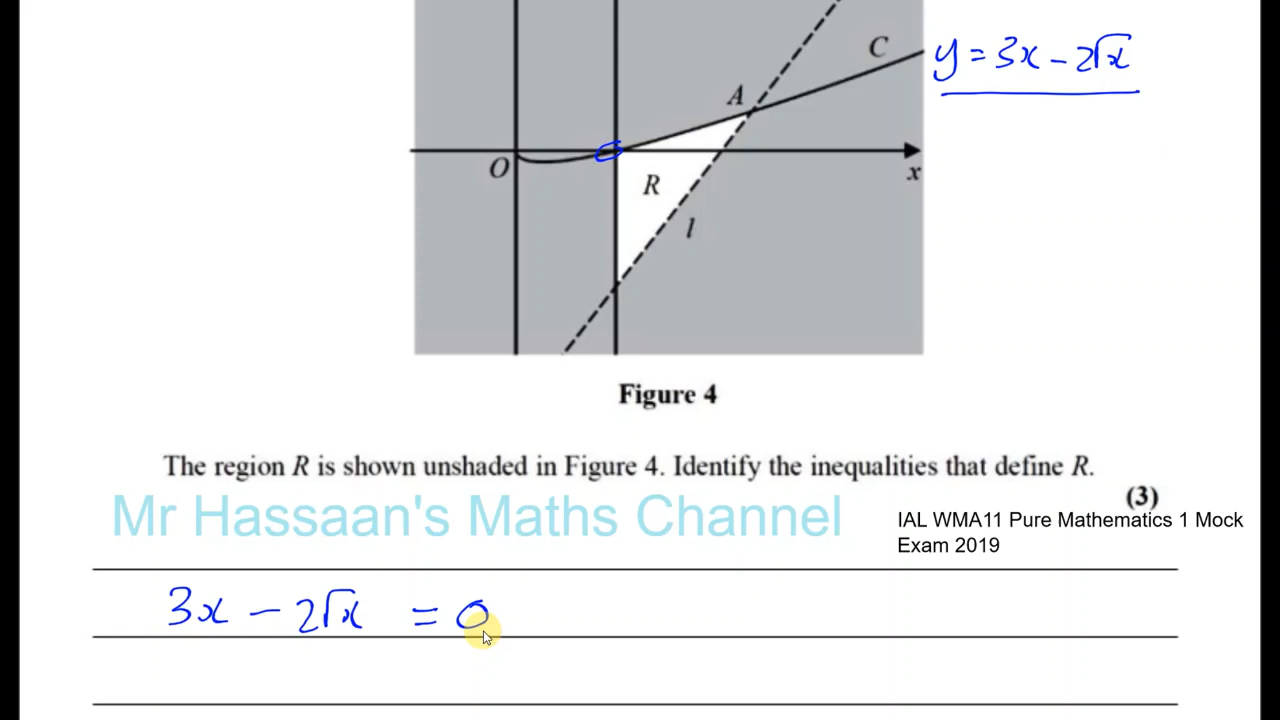 C
y = 3x - 2√x
A
O
x
R
l
Figure 4
The region R is shown unshaded in Figure 4. Identify the inequalities that define R.
(3)
Mr Hassaan's Maths Channel
IAL WMA11 Pure Mathematics 1 Mock
Exam 2019
3x - 2√x = 0